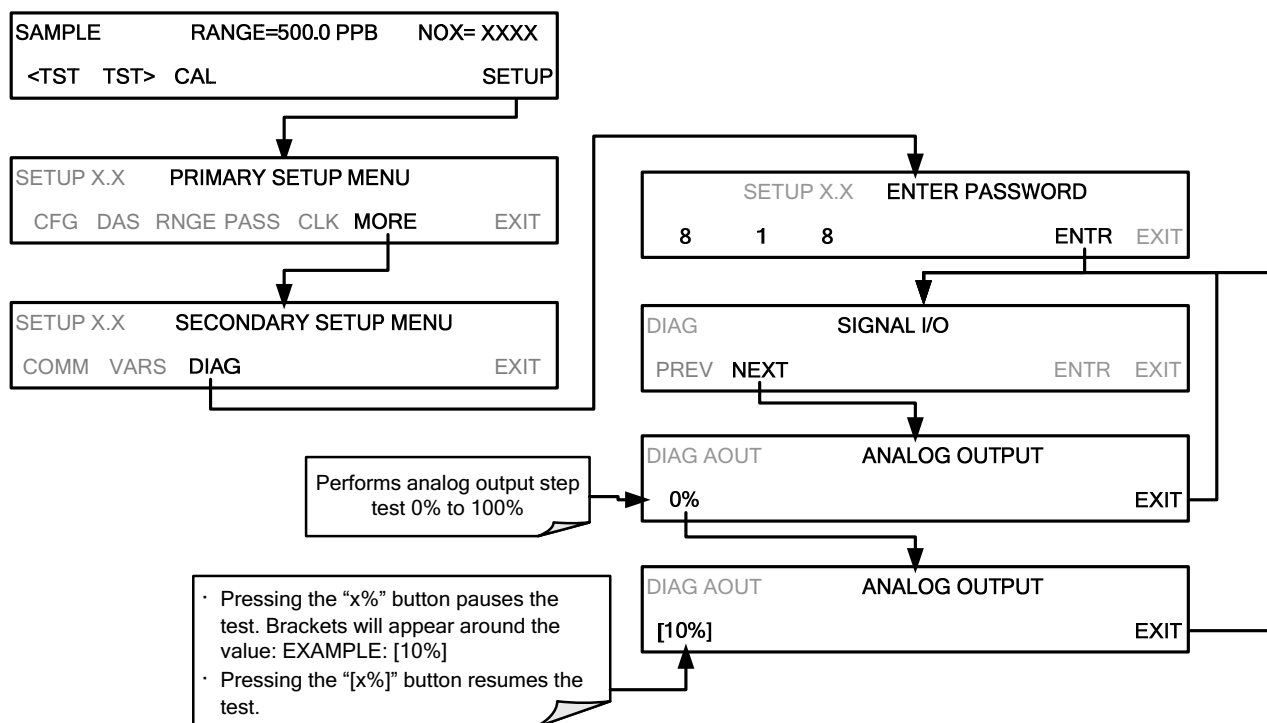 SAMPLE RANGE=500.0 PPB NOX= XXXX
<TST TST> CAL SETUP
SETUP X.X PRIMARY SETUP MENU
CFG DAS RNGE PASS CLK MORE EXIT
SETUP X.X SECONDARY SETUP MENU
COMM VARS DIAG EXIT
SETUP X.X ENTER PASSWORD
8 1 8 ENTR EXIT
DIAG SIGNAL I/O
PREV NEXT ENTR EXIT
DIAG AOUT ANALOG OUTPUT
0% EXIT
Performs analog output step
test 0% to 100%
DIAG AOUT ANALOG OUTPUT
[10%] EXIT
· Pressing the “x%” button pauses the
test. Brackets will appear around the
value: EXAMPLE: [10%]
· Pressing the “[x%]” button resumes the
test.